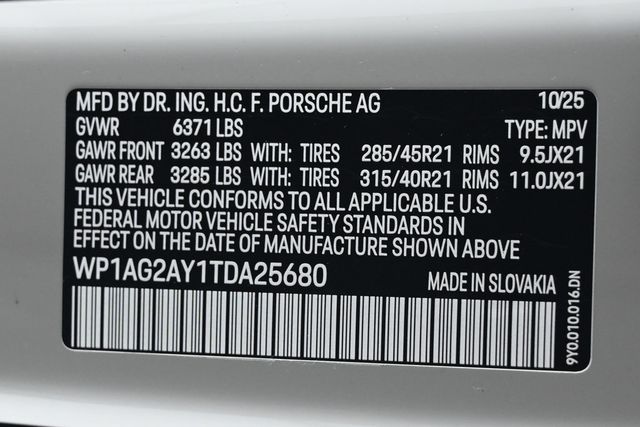 MFD BY DR. ING. H.C. F. PORSCHE AG 10/25
GVWR 6371 LBS TYPE: MPV
GAWR FRONT 3263 LBS WITH: TIRES 285/45R21 RIMS 9.5JX21
GAWR REAR 3285 LBS WITH: TIRES 315/40R21 RIMS 11.0JX21
THIS VEHICLE CONFORMS TO ALL APPLICABLE U.S.
FEDERAL MOTOR VEHICLE SAFETY STANDARDS IN
EFFECT ON THE DATE OF MANUFACTURE SHOWN ABOVE
WP1AG2AY1TDA25680 MADE IN SLOVAKIA
9Y0.010.016.DN